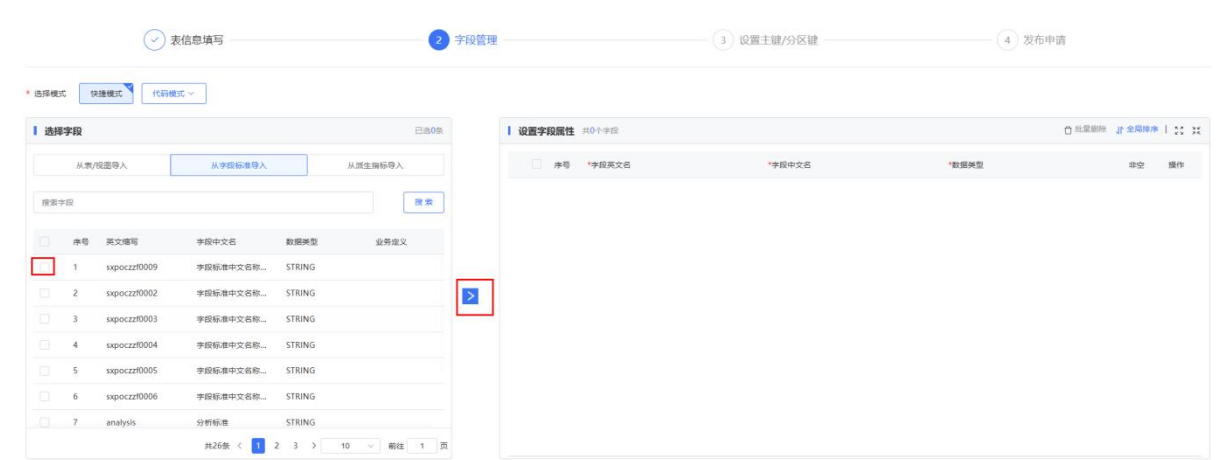 表信息填写
2 字段管理
3 设置主键/分区键
4 发布申请
* 选择模式 快捷模式 代码模式
选择字段 已选0条
从表/视图导入 从字段标准导入 从派生指标导入
搜索字段 搜索
序号 英文缩写 字段中文名 数据类型 业务定义
1 sxpoczzf0009 字段标准中文名称... STRING
2 sxpoczzf0002 字段标准中文名称... STRING
3 sxpoczzf0003 字段标准中文名称... STRING
4 sxpoczzf0004 字段标准中文名称... STRING
5 sxpoczzf0005 字段标准中文名称... STRING
6 sxpoczzf0006 字段标准中文名称... STRING
7 analysis 分析标准 STRING
共26条 < 1 2 3 > 10 前往 1 页
>
设置字段属性 共0个字段 批量删除 全局排序
序号 *字段英文名 *字段中文名 *数据类型 非空 操作